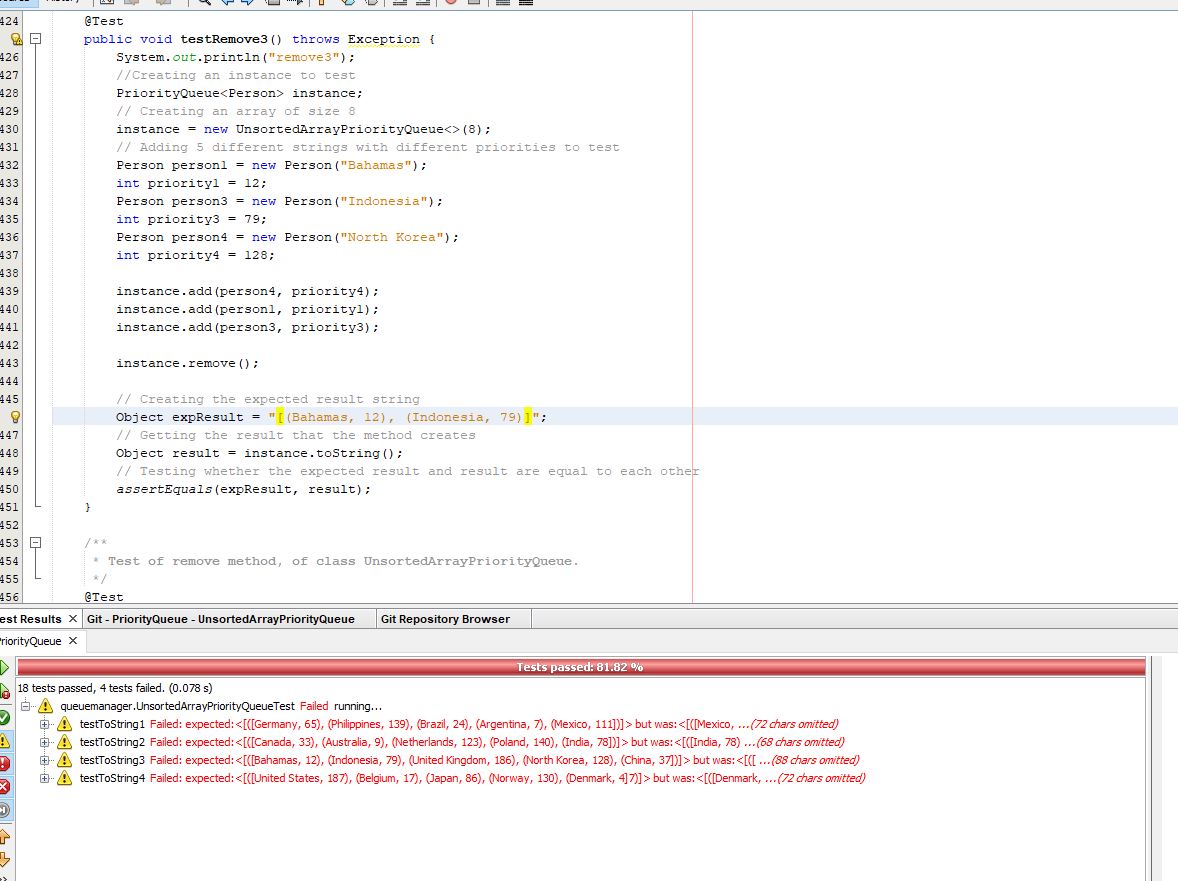 424 @Test
public void testRemove3() throws Exception {
426 System.out.println("remove3");
427 //Creating an instance to test
428 PriorityQueue<Person> instance;
429 // Creating an array of size 8
430 instance = new UnsortedArrayPriorityQueue<>(8);
431 // Adding 5 different strings with different priorities to test
432 Person person1 = new Person("Bahamas");
433 int priority1 = 12;
434 Person person3 = new Person("Indonesia");
435 int priority3 = 79;
436 Person person4 = new Person("North Korea");
437 int priority4 = 128;
438
439 instance.add(person4, priority4);
440 instance.add(person1, priority1);
441 instance.add(person3, priority3);
442
443 instance.remove();
444
445 // Creating the expected result string
Object expResult = "[(Bahamas, 12), (Indonesia, 79)]";
447 // Getting the result that the method creates
448 Object result = instance.toString();
449 // Testing whether the expected result and result are equal to each other
450 assertEquals(expResult, result);
451 }
452
453 /**
454 * Test of remove method, of class UnsortedArrayPriorityQueue.
455 */
456 @Test
est Results Git - PriorityQueue - UnsortedArrayPriorityQueue Git Repository Browser
PriorityQueue
Tests passed: 81.82 %
18 tests passed, 4 tests failed. (0.078 s)
queuemanager.UnsortedArrayPriorityQueueTest Failed running...
testToString1 Failed: expected:<[([Germany, 65), (Philippines, 139), (Brazil, 24), (Argentina, 7), (Mexico, 111])]> but was:<[([Mexico, ...(72 chars omitted)
testToString2 Failed: expected:<[([Canada, 33), (Australia, 9), (Netherlands, 123), (Poland, 140), (India, 78])]> but was:<[([India, 78) ...(68 chars omitted)
testToString3 Failed: expected:<[([Bahamas, 12), (Indonesia, 79), (United Kingdom, 186), (North Korea, 128), (China, 37])]> but was:<[([ ...(88 chars omitted)
testToString4 Failed: expected:<[([United States, 187), (Belgium, 17), (Japan, 86), (Norway, 130), (Denmark, 4]7)]> but was:<[([Denmark, ...(72 chars omitted)